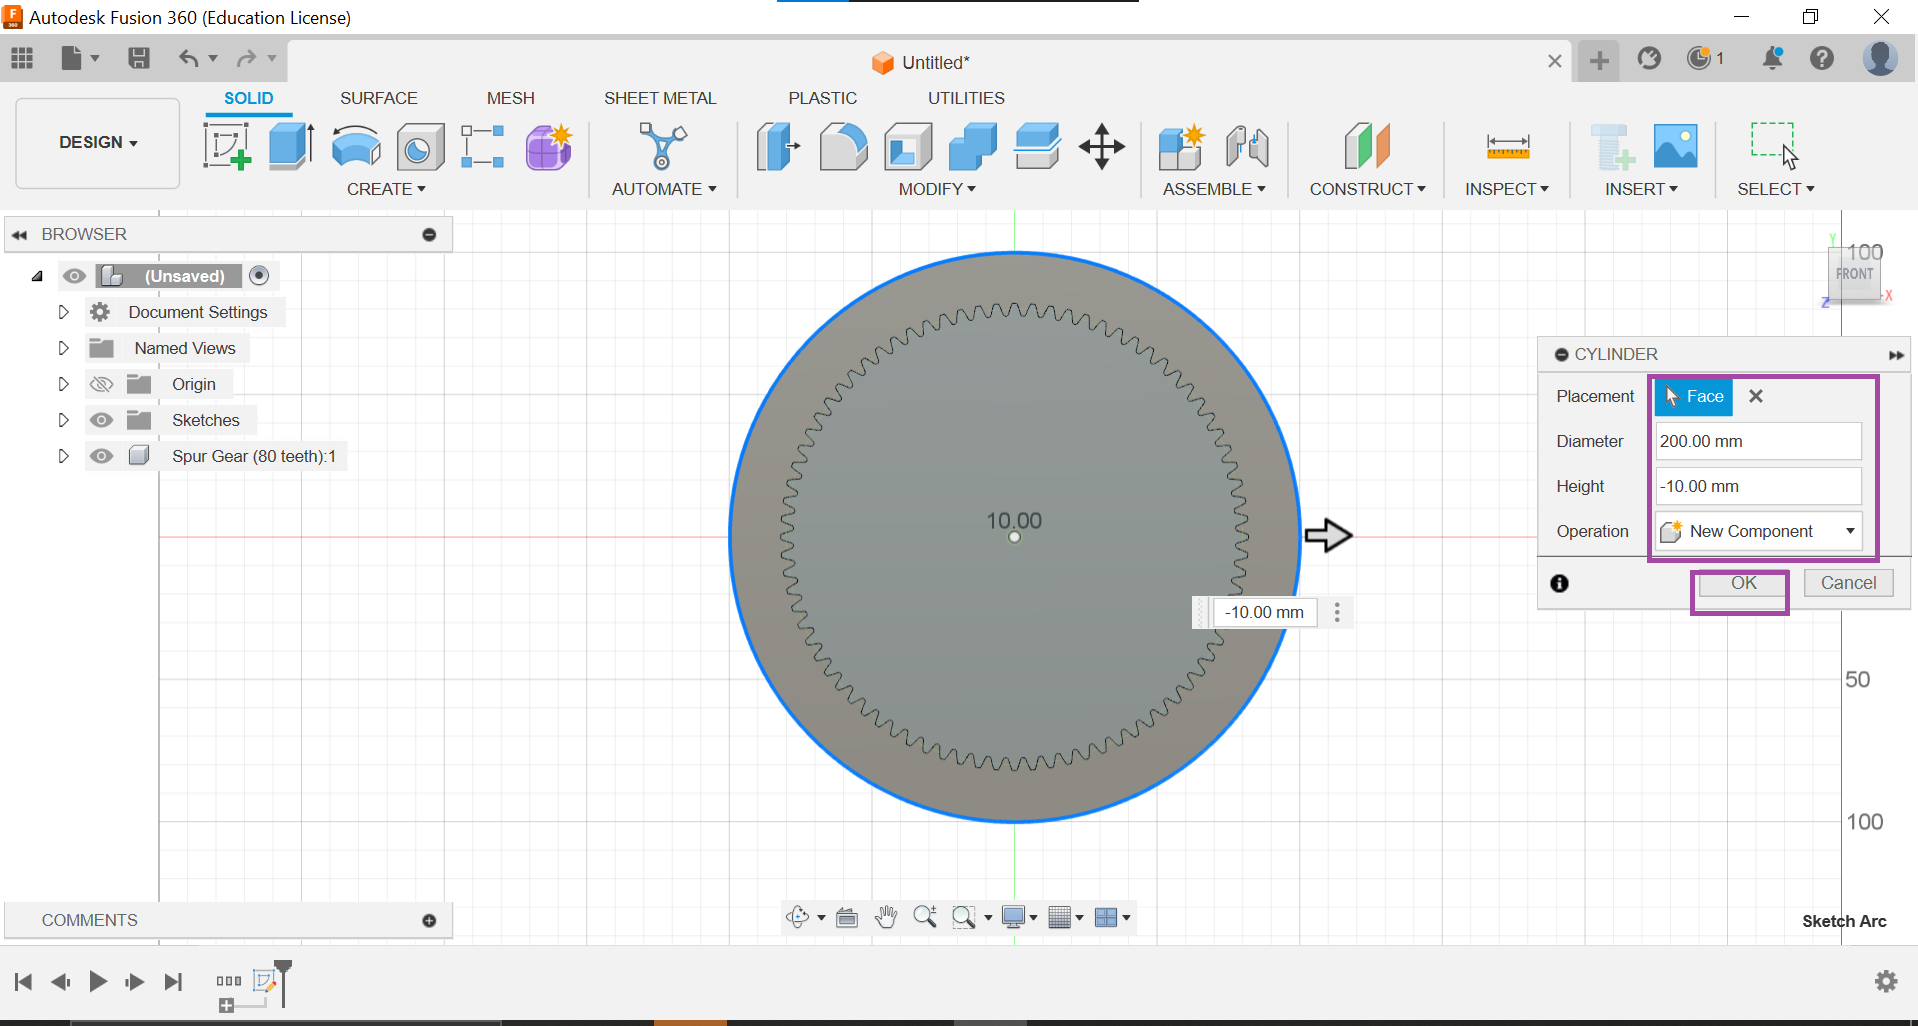 Autodesk Fusion 360 (Education License)
Untitled*
1
DESIGN
SOLID
SURFACE
MESH
SHEET METAL
PLASTIC
UTILITIES
CREATE
AUTOMATE
MODIFY
ASSEMBLE
CONSTRUCT
INSPECT
INSERT
SELECT
BROWSER
(Unsaved)
Document Settings
Named Views
Origin
Sketches
Spur Gear (80 teeth):1
10.00
-10.00 mm
Y
100
FRONT
Z
X
CYLINDER
Placement Face
Diameter 200.00 mm
Height -10.00 mm
Operation New Component
OK Cancel
50
100
COMMENTS
Sketch Arc